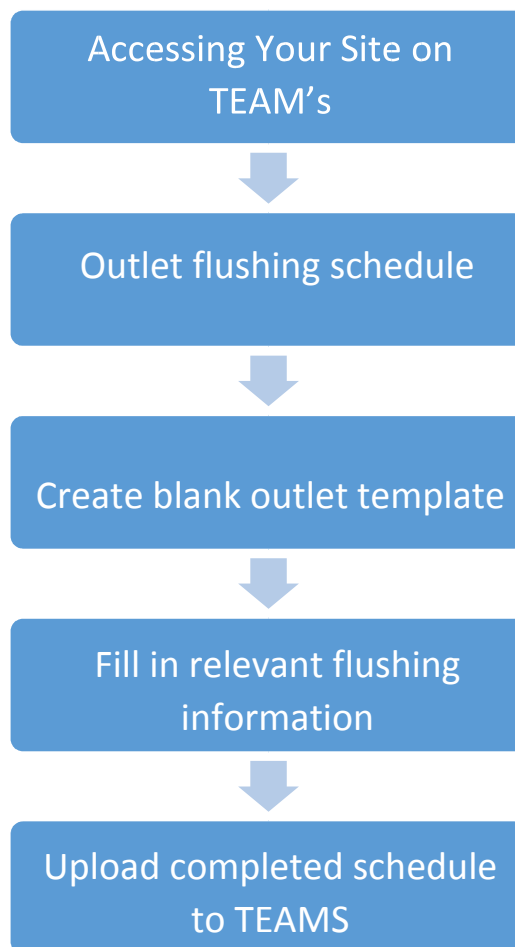 Accessing Your Site on
TEAM’s
Outlet flushing schedule
Create blank outlet template
Fill in relevant flushing
information
Upload completed schedule
to TEAMS